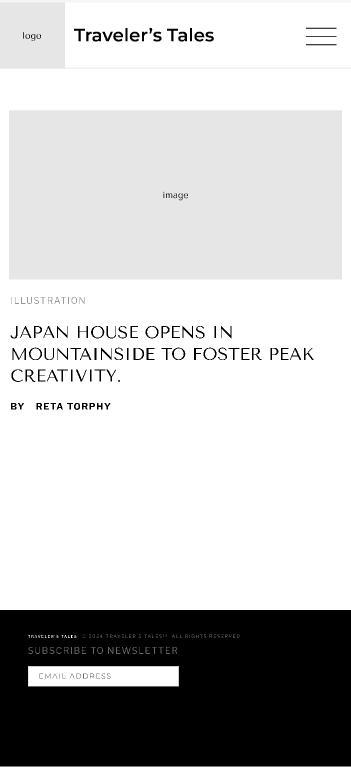 logo
Traveler's Tales
image
ILLUSTRATION
JAPAN HOUSE OPENS IN
MOUNTAINSIDE TO FOSTER PEAK
CREATIVITY.
BY RETA TORPHY
TRAVELER'S TALES © 2024 TRAVELER'S TALES™. ALL RIGHTS RESERVED
SUBSCRIBE TO NEWSLETTER
EMAIL ADDRESS